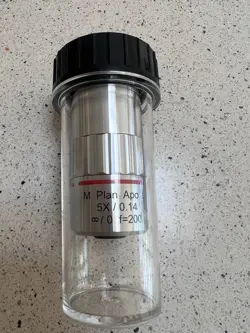 M Plan Apo
5X / 0.14
∞ / 0 f=200